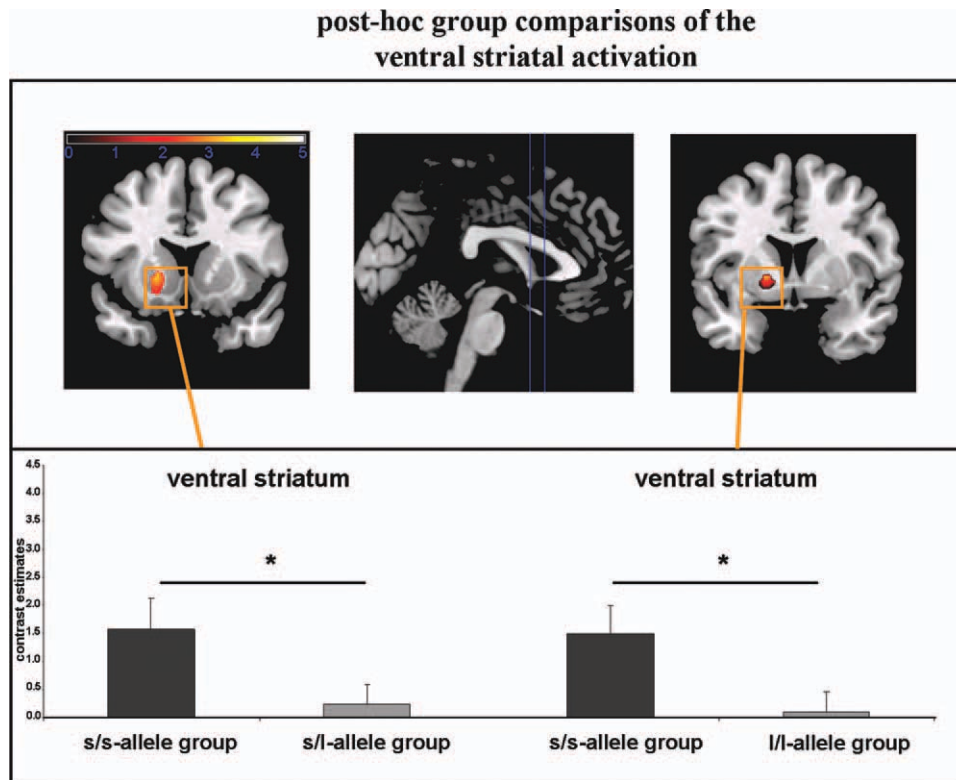 post-hoc group comparisons of the
ventral striatal activation
0 1 2 3 4 5
4.5
4.0
3.5
3.0
2.5
2.0
1.5
1.0
0.5
0.0
contrast estimates
ventral striatum
ventral striatum
*
*
s/s-allele group
s/l-allele group
s/s-allele group
l/l-allele group